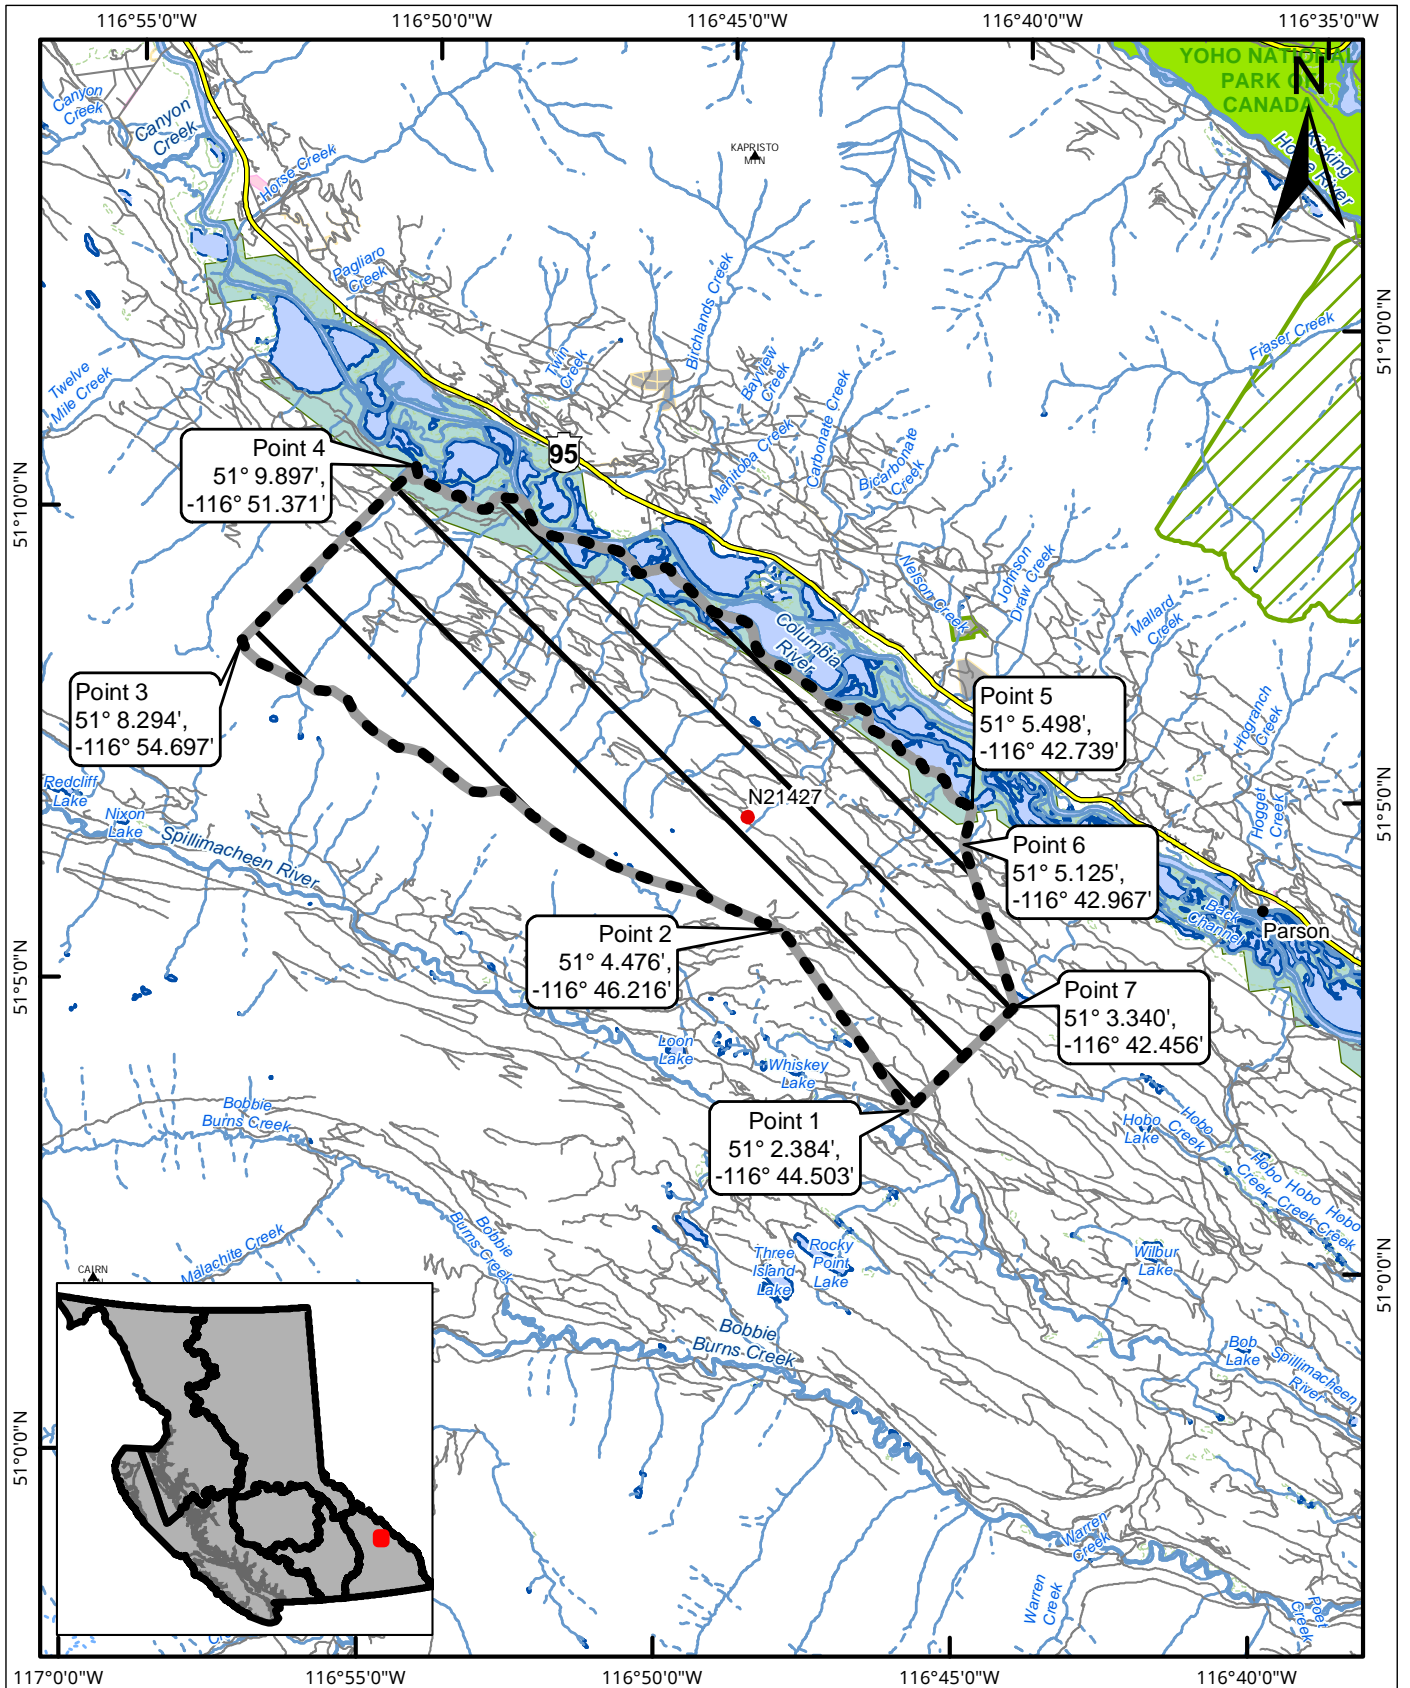 116°55'0"W
116°50'0"W
116°45'0"W
116°40'0"W
116°35'0"W
YOHO NATIONAL
PARK OF
CANADA
N
Canyon
Creek
Canyon
Creek
Horse Creek
KAPRISTO
MTN
Kicking
Horse River
Pagliaro
Creek
Birchlands Creek
Twin
Creek
Bayview
Creek
Fraser Creek
51°10'0"N
Twelve
Mile Creek
Carbonate Creek
Manitoba Creek
Bicarbonate
Creek
95
Point 4
51° 9.897',
-116° 51.371'
51°10'0"N
Nelson Creek
Johnson
Draw Creek
Mallard
Creek
Columbia
River
Point 3
51° 8.294',
-116° 54.697'
Point 5
51° 5.498',
-116° 42.739'
Hogranch
Creek
Redcliff
Lake
Nixon
Lake
Spillimacheen River
N21427
Hogget
Creek
51°5'0"N
Point 6
51° 5.125',
-116° 42.967'
Back
Channel
Parson
Point 2
51° 4.476',
-116° 46.216'
51°5'0"N
Point 7
51° 3.340',
-116° 42.456'
Loon
Lake
Whiskey
Lake
Point 1
51° 2.384',
-116° 44.503'
Bobbie
Burns Creek
Hobo
Lake
Hobo
Creek
Hobo
Creek
Hobo
Creek
Hobo
Creek
Bobbie
Burns Creek
Malachite Creek
Three
Island
Lake
Rocky
Point
Lake
Wilbur
Lake
51°0'0"N
CAIRN
Bobbie
Burns Creek
Bob
Lake
Spillimacheen
River
51°0'0"N
Warren
Creek
Warren
Creek
Roet
Creek
117°0'0"W
116°55'0"W
116°50'0"W
116°45'0"W
116°40'0"W